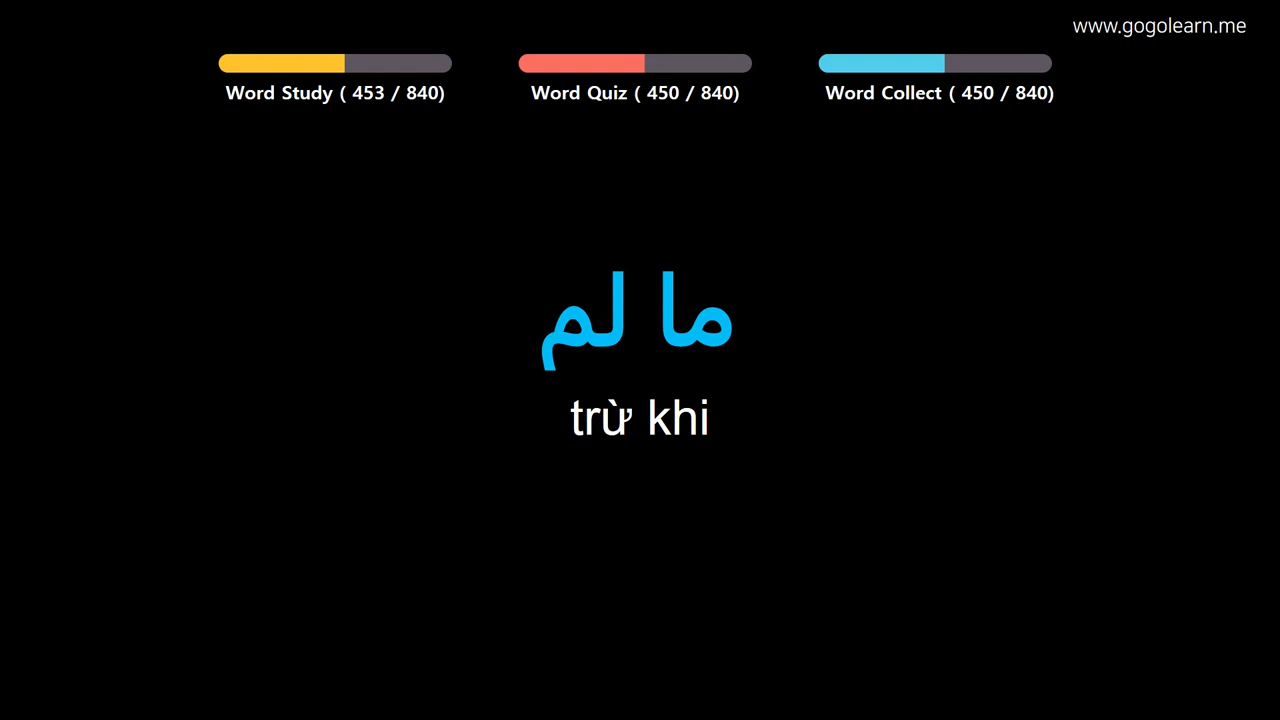 www.gogolearn.me
Word Study ( 453 / 840)
Word Quiz ( 450 / 840)
Word Collect ( 450 / 840)
ما لم
trừ khi